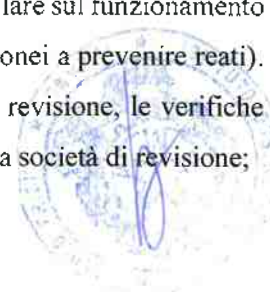 lare sul funzionamento
onei a prevenire reati).
revisione, le verifiche
a società di revisione;